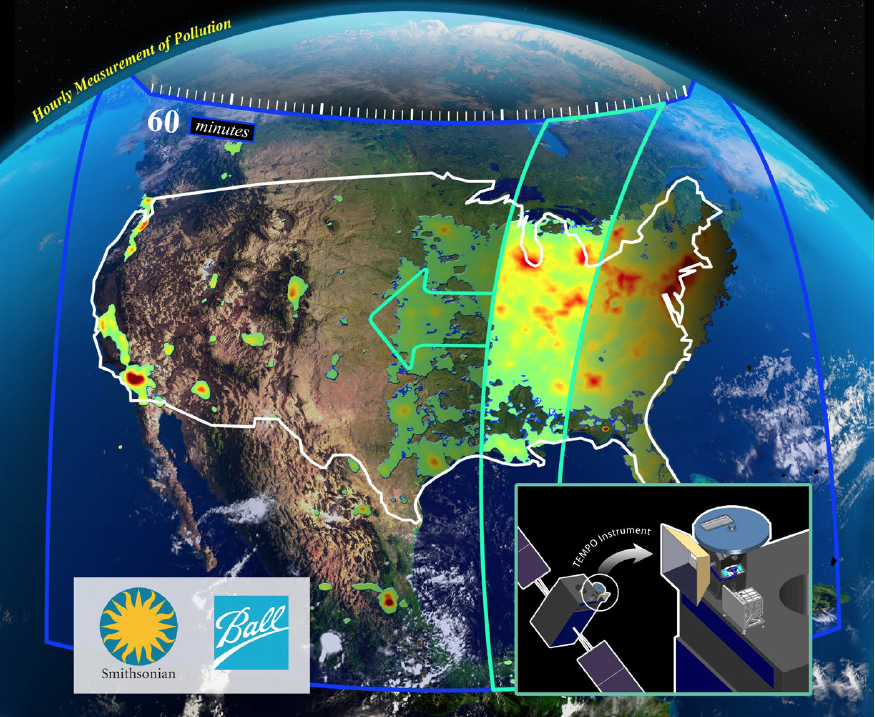 Hourly Measurement of Pollution
60 minutes
TEMPO Instrument
Smithsonian
Ball